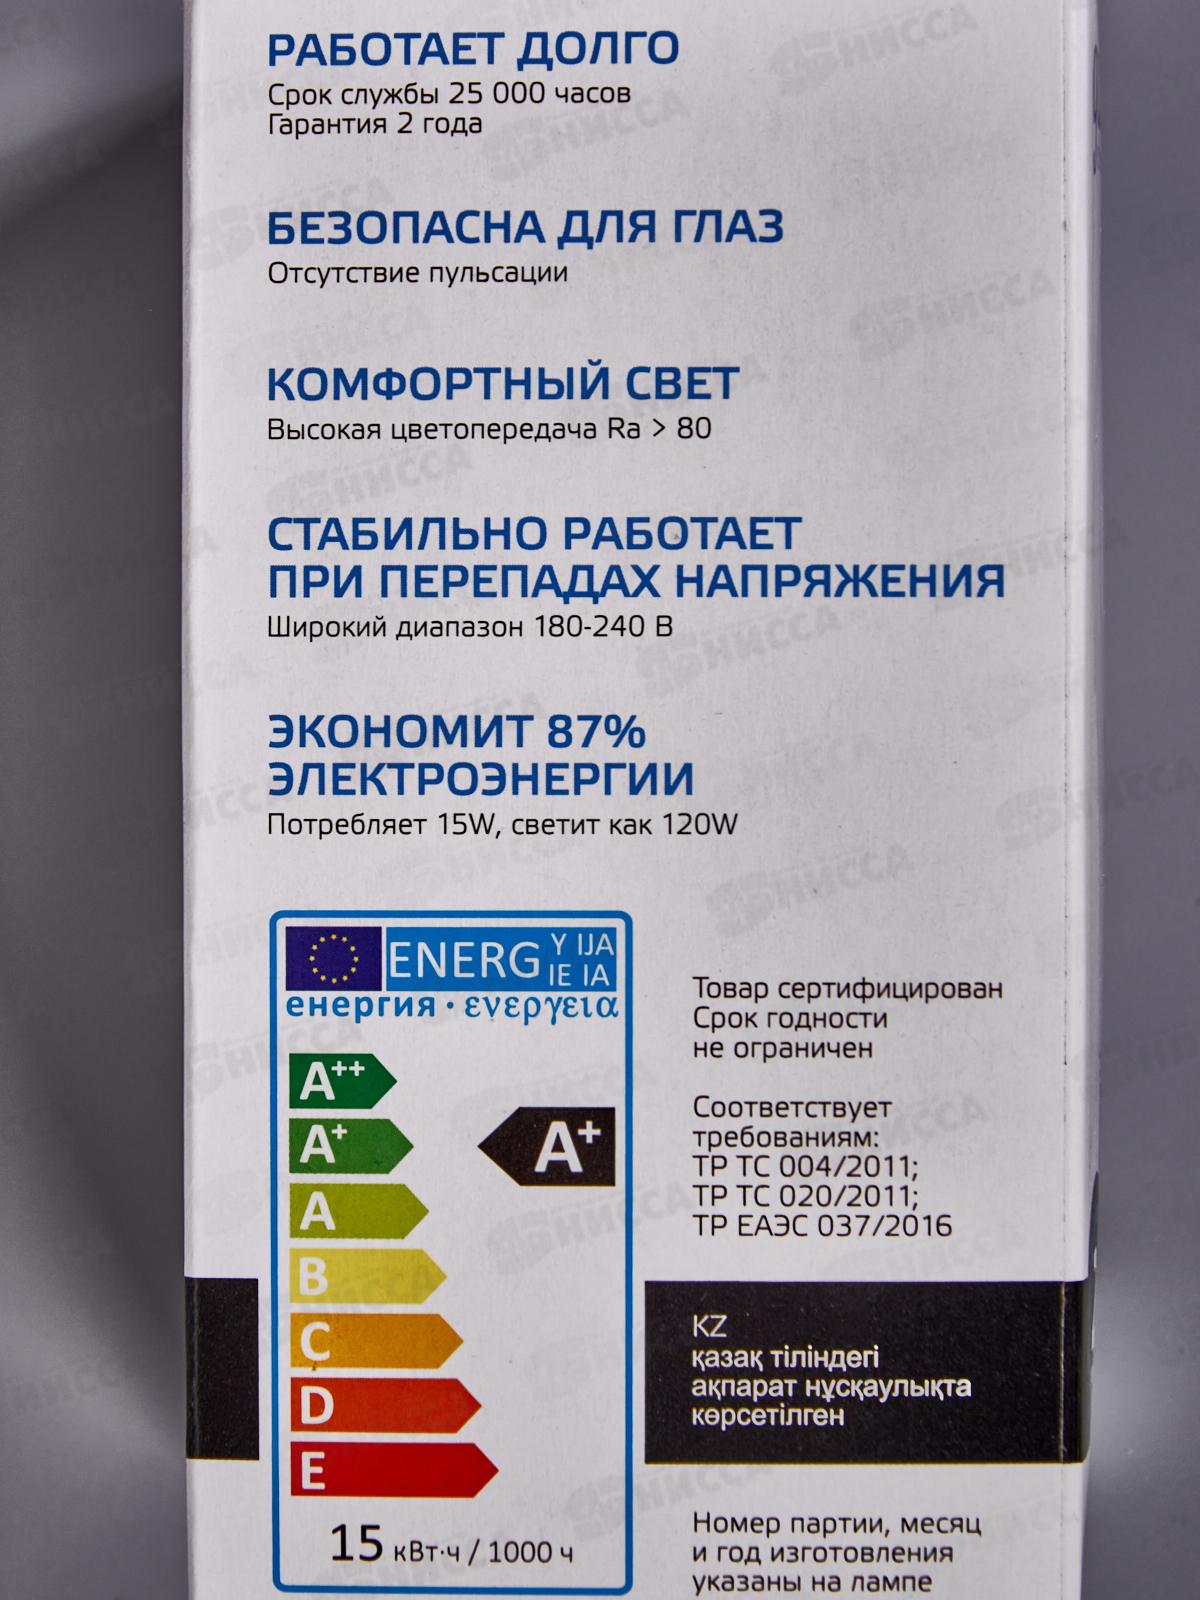 РАБОТАЕТ ДОЛГО
Срок службы 25 000 часов
Гарантия 2 года
БЕЗОПАСНА ДЛЯ ГЛАЗ
Отсутствие пульсации
КОМФОРТНЫЙ СВЕТ
Высокая цветопередача Ra > 80
СТАБИЛЬНО РАБОТАЕТ
ПРИ ПЕРЕПАДАХ НАПРЯЖЕНИЯ
Широкий диапазон 180-240 В
ЭКОНОМИТ 87%
ЭЛЕКТРОЭНЕРГИИ
Потребляет 15W, светит как 120W
ENERG Y IJA
IE IA
енергия · ενεργεια
A++
A+
A+
A
B
C
D
E
15 кВт·ч / 1000 ч
Товар сертифицирован
Срок годности
не ограничен
Соответствует
требованиям:
ТР ТС 004/2011;
ТР ТС 020/2011;
ТР ЕАЭС 037/2016
KZ
қазақ тіліндегі
ақпарат нұсқаулықта
көрсетілген
Номер партии, месяц
и год изготовления
указаны на лампе
НИССА